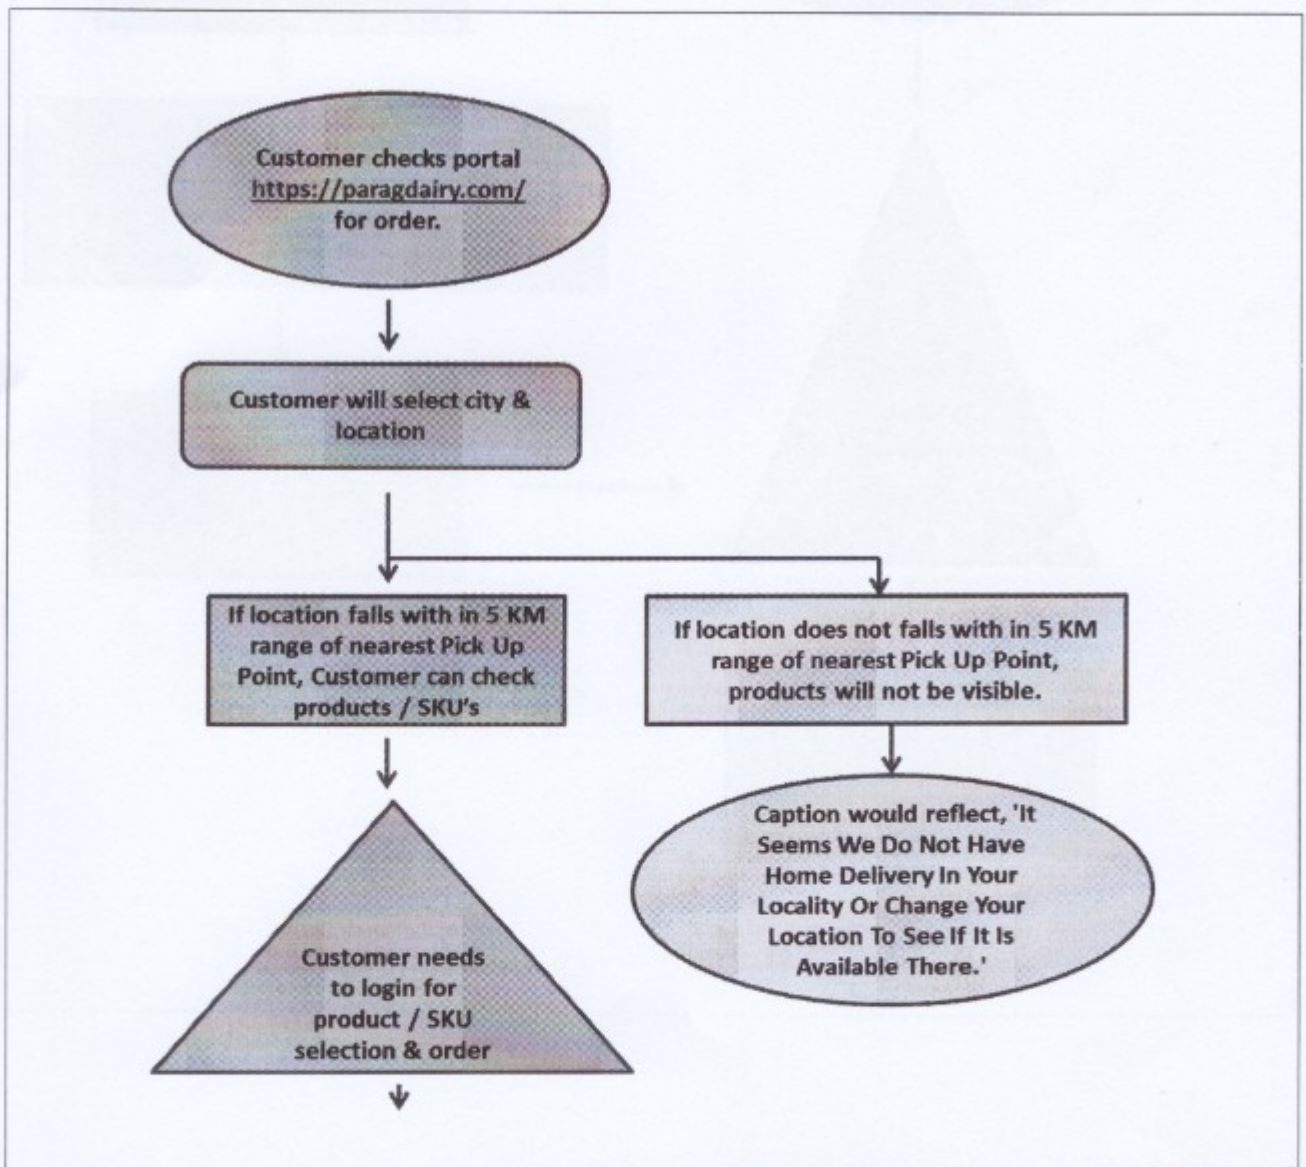 Customer checks portal
https://paragdairy.com/
for order.
Customer will select city &
location
If location falls with in 5 KM
range of nearest Pick Up
Point, Customer can check
products / SKU's
If location does not falls with in 5 KM
range of nearest Pick Up Point,
products will not be visible.
Customer needs
to login for
product / SKU
selection & order
Caption would reflect, 'It
Seems We Do Not Have
Home Delivery In Your
Locality Or Change Your
Location To See If It Is
Available There.'